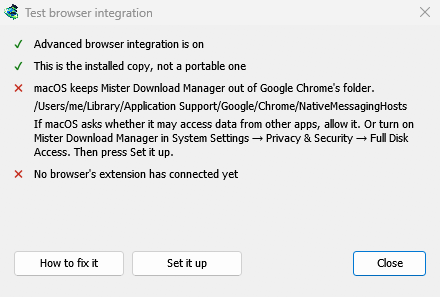 Test browser integration
Advanced browser integration is on
This is the installed copy, not a portable one
macOS keeps Mister Download Manager out of Google Chrome's folder.
/Users/me/Library/Application Support/Google/Chrome/NativeMessagingHosts
If macOS asks whether it may access data from other apps, allow it. Or turn on
Mister Download Manager in System Settings → Privacy & Security → Full Disk
Access. Then press Set it up.
No browser's extension has connected yet
How to fix it
Set it up
Close